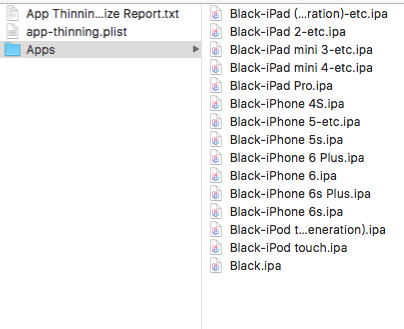 App Thinnin...ize Report.txt
app-thinning.plist
Apps
Black-iPad (...ration)-etc.ipa
Black-iPad 2-etc.ipa
Black-iPad mini 3-etc.ipa
Black-iPad mini 4-etc.ipa
Black-iPad Pro.ipa
Black-iPhone 4S.ipa
Black-iPhone 5-etc.ipa
Black-iPhone 5s.ipa
Black-iPhone 6 Plus.ipa
Black-iPhone 6.ipa
Black-iPhone 6s Plus.ipa
Black-iPhone 6s.ipa
Black-iPod t...eneration).ipa
Black-iPod touch.ipa
Black.ipa